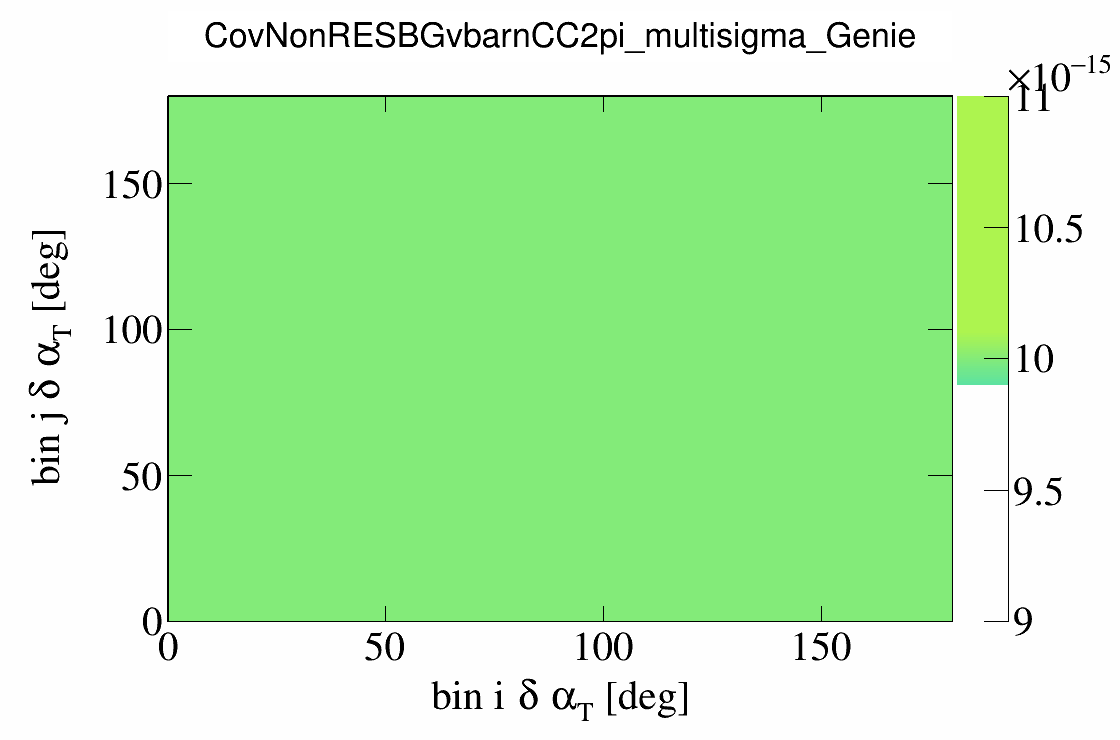 CovNonRESBGvbarnCC2pi_multisigma_Genie
×10⁻¹⁵
11
10.5
10
9.5
9
150
100
50
0
0 50 100 150
bin j δ α_T [deg]
bin i δ α_T [deg]